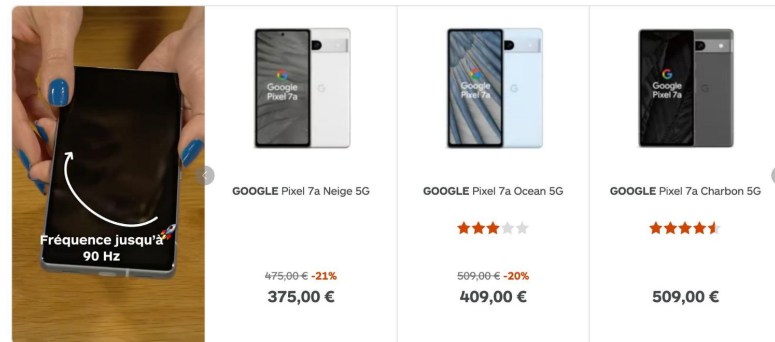 Fréquence jusqu'à
90 Hz
Google
Pixel 7a
GOOGLE Pixel 7a Neige 5G
475,00 € -21%
375,00 €
Google
Pixel 7a
GOOGLE Pixel 7a Ocean 5G
509,00 € -20%
409,00 €
Google
Pixel 7a
GOOGLE Pixel 7a Charbon 5G
509,00 €